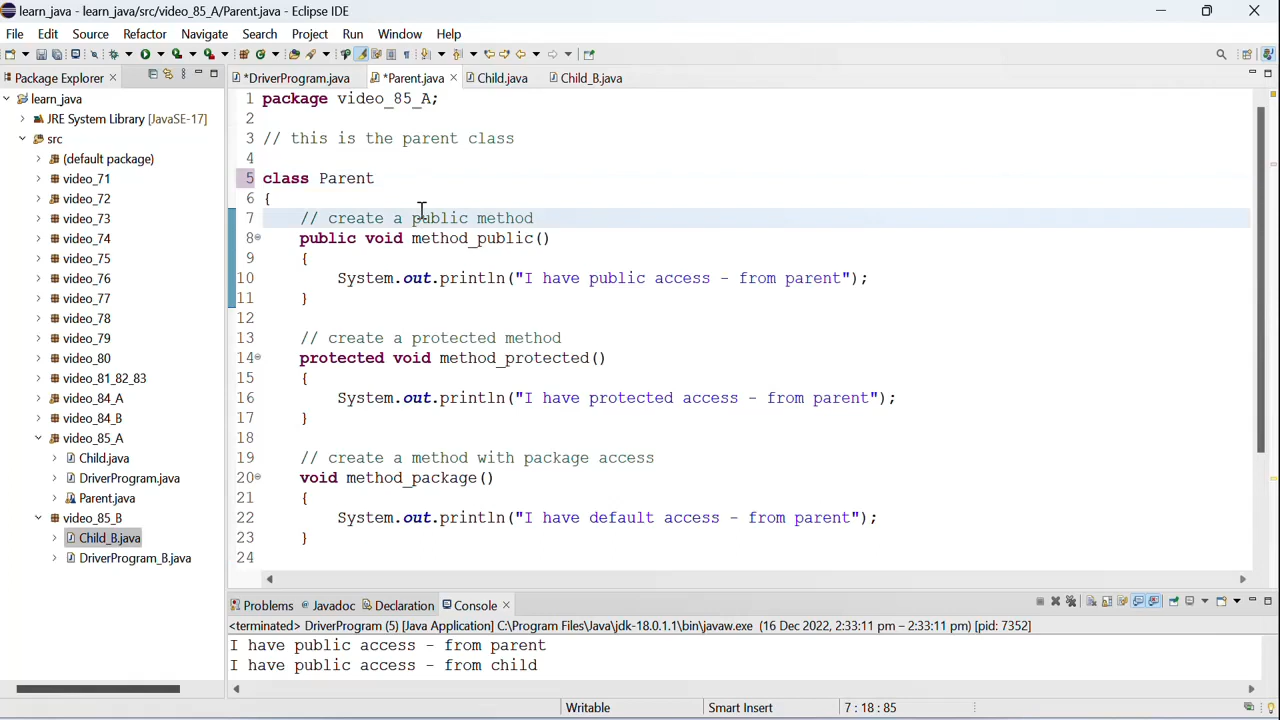 learn_java - learn_java/src/video_85_A/Parent.java - Eclipse IDE
File Edit Source Refactor Navigate Search Project Run Window Help
Package Explorer
*DriverProgram.java *Parent.java Child.java Child_B.java
learn_java
JRE System Library [JavaSE-17]
src
(default package)
video_71
video_72
video_73
video_74
video_75
video_76
video_77
video_78
video_79
video_80
video_81_82_83
video_84_A
video_84_B
video_85_A
Child.java
DriverProgram.java
Parent.java
video_85_B
Child_B.java
DriverProgram_B.java
1 package video_85_A;
2
3 // this is the parent class
4
5 class Parent
6 {
7 // create a public method
8 public void method_public()
9 {
10 System.out.println("I have public access - from parent");
11 }
12
13 // create a protected method
14 protected void method_protected()
15 {
16 System.out.println("I have protected access - from parent");
17 }
18
19 // create a method with package access
20 void method_package()
21 {
22 System.out.println("I have default access - from parent");
23 }
24
Problems Javadoc Declaration Console
<terminated> DriverProgram (5) [Java Application] C:\Program Files\Java\jdk-18.0.1.1\bin\javaw.exe (16 Dec 2022, 2:33:11 pm – 2:33:11 pm) [pid: 7352]
I have public access - from parent
I have public access - from child
Writable Smart Insert 7 : 18 : 85